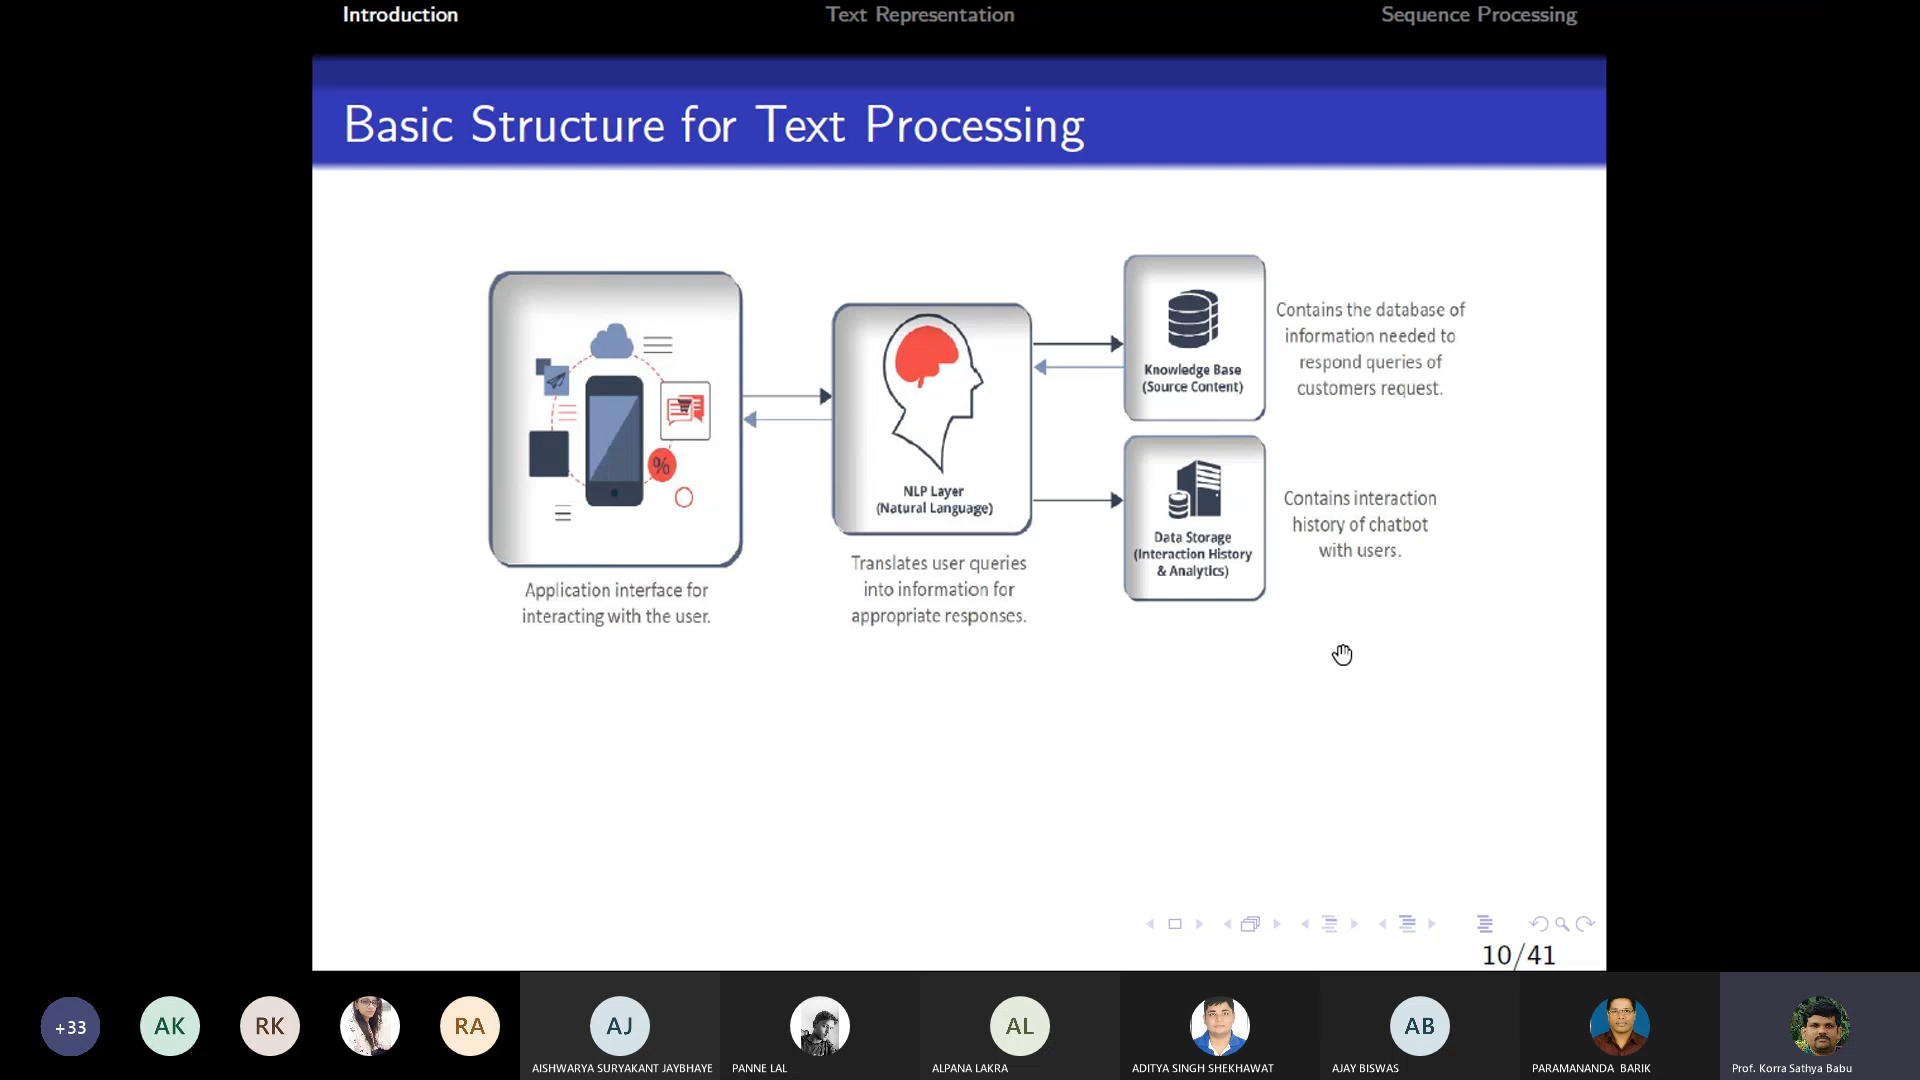 Introduction
Text Representation
Sequence Processing
Basic Structure for Text Processing
%
Application interface for
interacting with the user.
NLP Layer
(Natural Language)
Translates user queries
into information for
appropriate responses.
Knowledge Base
(Source Content)
Contains the database of
information needed to
respond queries of
customers request.
Data Storage
(Interaction History
& Analytics)
Contains interaction
history of chatbot
with users.
10/41
+33
AK
RK
RA
AJ
AISHWARYA SURYAKANT JAYBHAYE
PANNE LAL
AL
ALPANA LAKRA
ADITYA SINGH SHEKHAWAT
AB
AJAY BISWAS
PARAMANANDA BARIK
Prof. Korra Sathya Babu